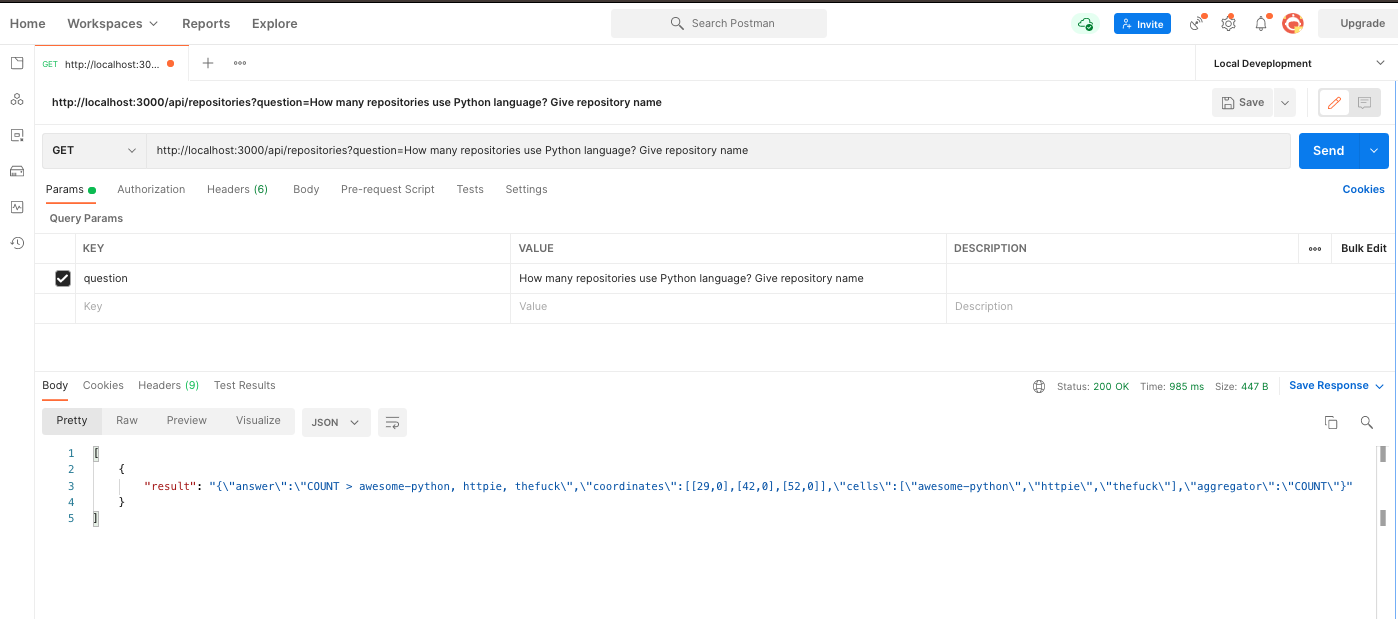 Home Workspaces Reports Explore Search Postman Invite Upgrade
GET http://localhost:30... Local Deveplopment
http://localhost:3000/api/repositories?question=How many repositories use Python language? Give repository name Save
GET http://localhost:3000/api/repositories?question=How many repositories use Python language? Give repository name Send
Params Authorization Headers (6) Body Pre-request Script Tests Settings Cookies
Query Params
KEY VALUE DESCRIPTION Bulk Edit
question How many repositories use Python language? Give repository name
Key Value Description
Body Cookies Headers (9) Test Results Status: 200 OK Time: 985 ms Size: 447 B Save Response
Pretty Raw Preview Visualize JSON
1 [
2 {
3 "result": "{\"answer\":\"COUNT > awesome-python, httpie, thefuck\",\"coordinates\":[[29,0],[42,0],[52,0]],\"cells\":[\"awesome-python\",\"httpie\",\"thefuck\"],\"aggregator\":\"COUNT\"}"
4 }
5 ]